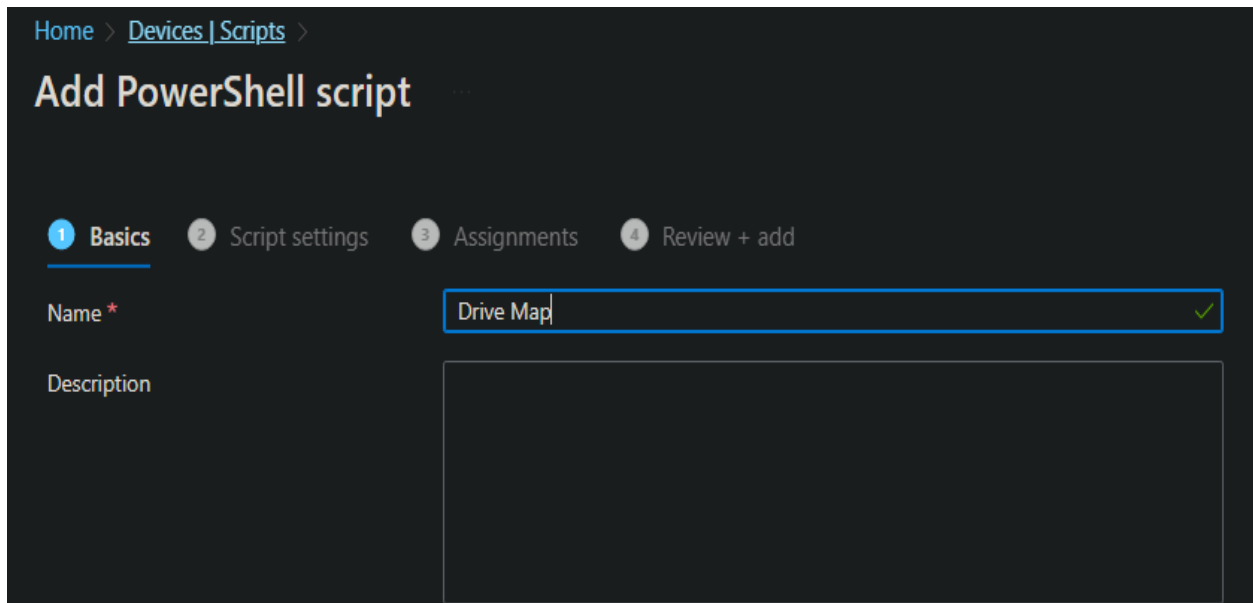 Home > Devices | Scripts >
Add PowerShell script ...
1 Basics 2 Script settings 3 Assignments 4 Review + add
Name * Drive Map
Description